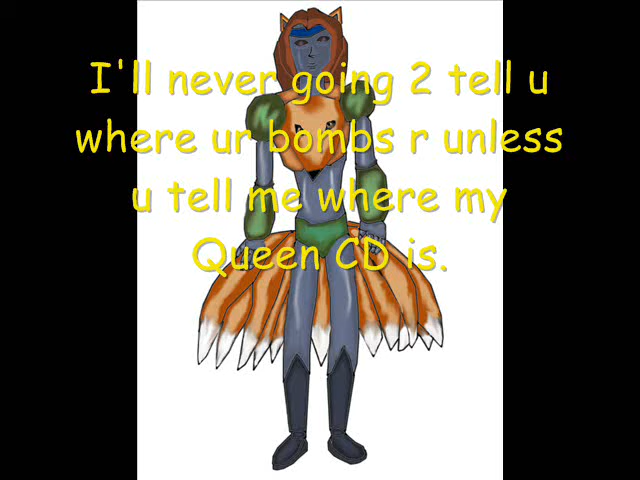 I'll never going 2 tell u
where ur bombs r unless
u tell me where my
Queen CD is.